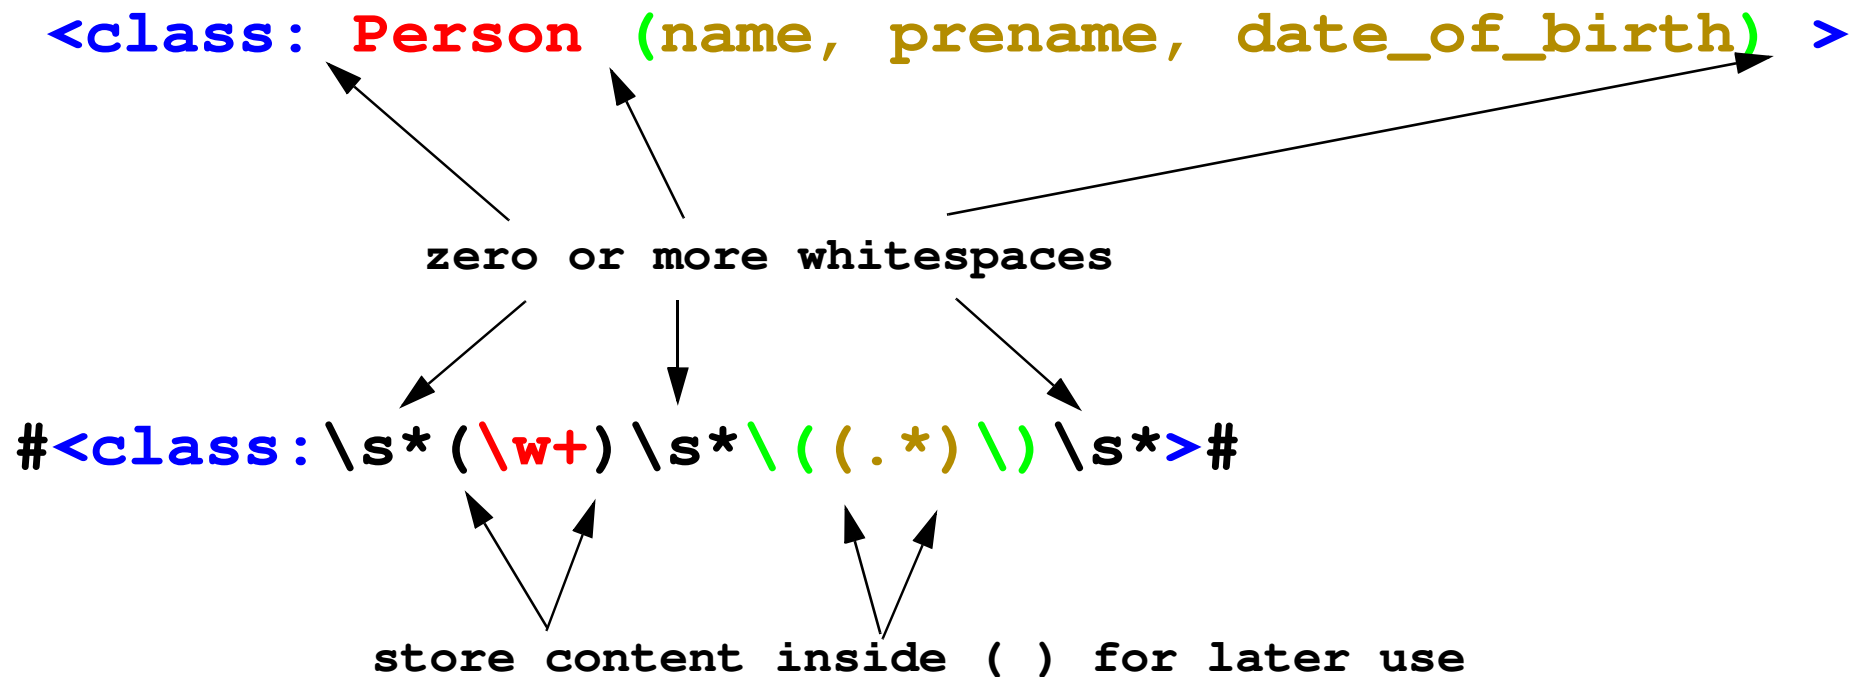 <class: Person (name, prename, date_of_birth) >
zero or more whitespaces
#<class:\s*(\w+)\s*\((.*)\)\s*>#
store content inside ( ) for later use